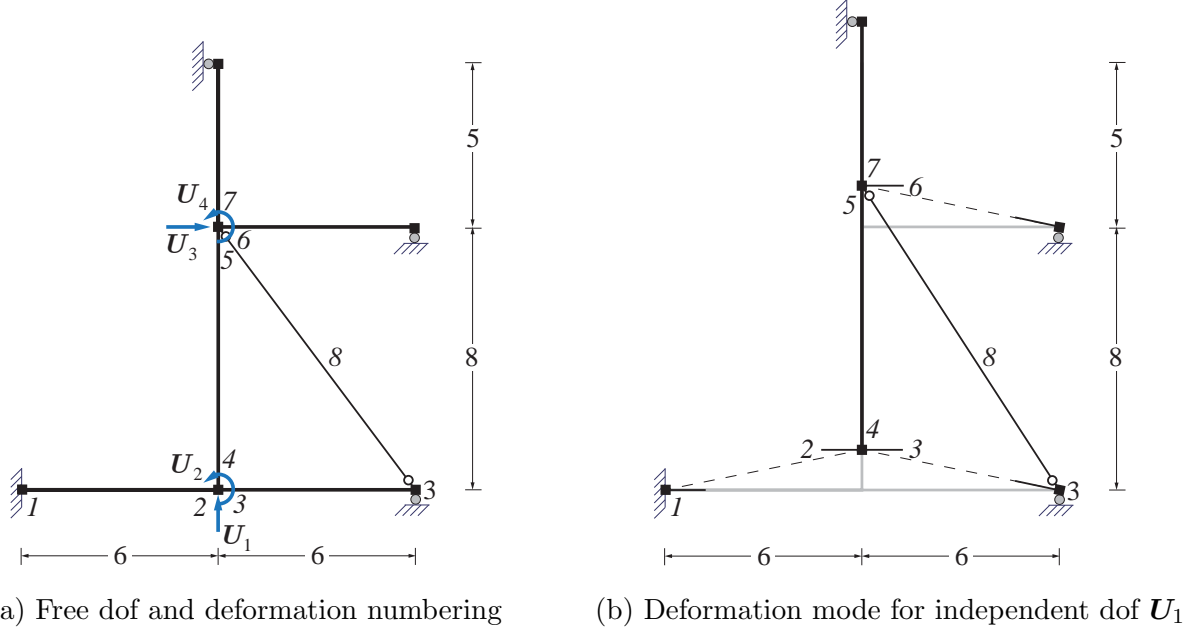 5
U4 7
U3 6
5
8
8
U2 4
1 2 3 3
U1
6 6
a) Free dof and deformation numbering
5
7
5 6
8
8
4
2 3
1 3
6 6
(b) Deformation mode for independent dof U1